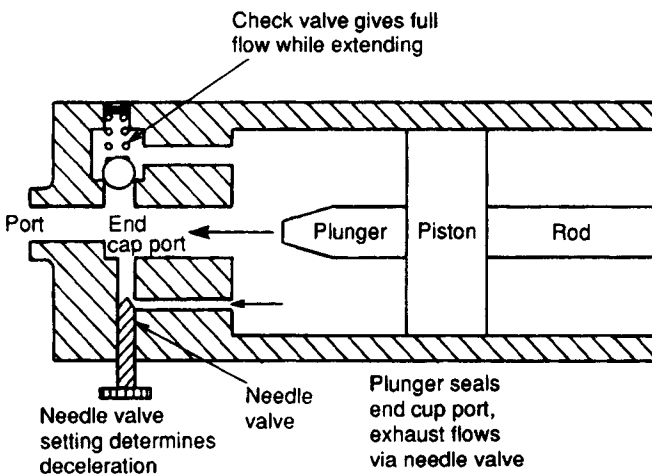 Check valve gives full
flow while extending
Port
End
cap port
Plunger
Piston
Rod
Needle valve
setting determines
deceleration
Needle
valve
Plunger seals
end cup port,
exhaust flows
via needle valve